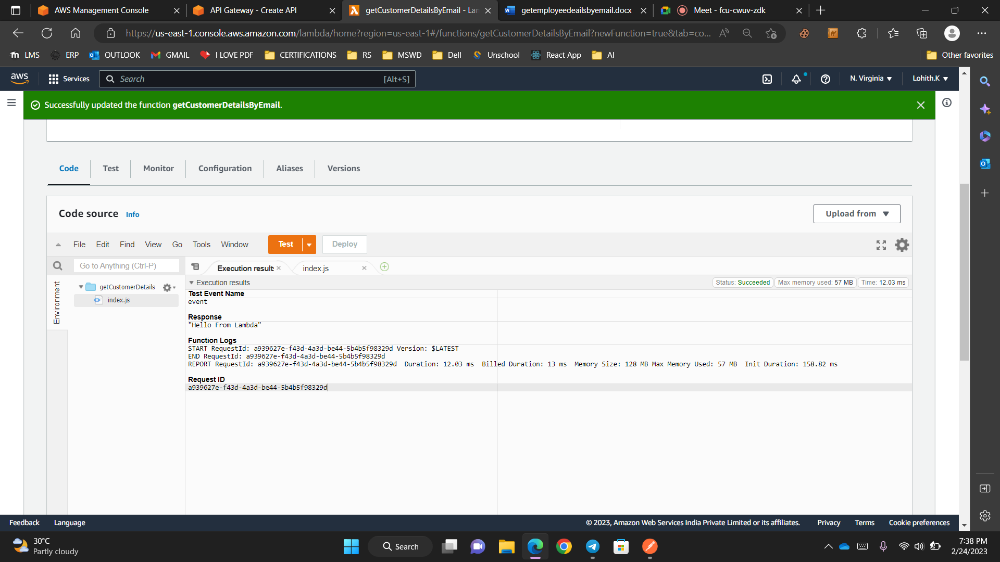 AWS Management Console
API Gateway - Create API
getCustomerDetailsByEmail - Lan
getemployeedeailsbyemail.docx
Meet - fcu-cwuv-zdk
https://us-east-1.console.aws.amazon.com/lambda/home?region=us-east-1#/functions/getCustomerDetailsByEmail?newFunction=true&tab=co...
LMS ERP OUTLOOK GMAIL I LOVE PDF CERTIFICATIONS RS MSWD Dell Unschool React App AI Other favorites
aws Services Search [Alt+S] N. Virginia Lohith.K
Successfully updated the function getCustomerDetailsByEmail.
Code Test Monitor Configuration Aliases Versions
Code source Info Upload from
File Edit Find View Go Tools Window Test Deploy
Go to Anything (Ctrl-P) Execution results index.js
Environment
getCustomerDetails
index.js
Execution results Status: Succeeded Max memory used: 57 MB Time: 12.03 ms
Test Event Name
event
Response
"Hello From Lambda"
Function Logs
START RequestId: a939627e-f43d-4a3d-be44-5b4b5f98329d Version: $LATEST
END RequestId: a939627e-f43d-4a3d-be44-5b4b5f98329d
REPORT RequestId: a939627e-f43d-4a3d-be44-5b4b5f98329d Duration: 12.03 ms Billed Duration: 13 ms Memory Size: 128 MB Max Memory Used: 57 MB Init Duration: 158.82 ms
Request ID
a939627e-f43d-4a3d-be44-5b4b5f98329d
Feedback Language © 2023, Amazon Web Services India Private Limited or its affiliates. Privacy Terms Cookie preferences
30°C
Partly cloudy
Search
7:38 PM
2/24/2023